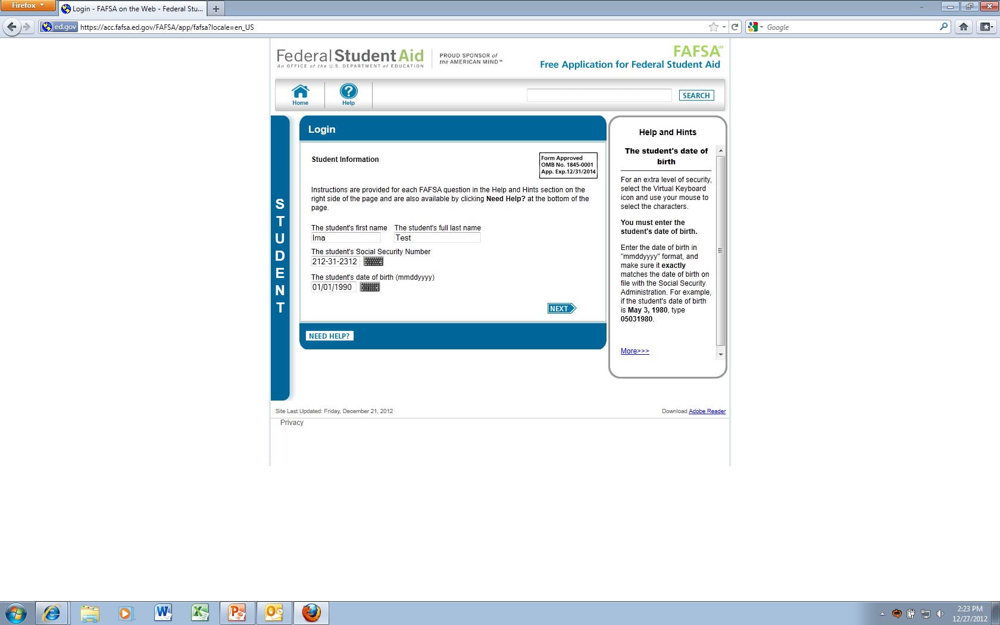 Firefox
Login - FAFSA on the Web - Federal Stu...
ed.gov https://acc.fafsa.ed.gov/FAFSA/app/fafsa?locale=en_US
Google
Federal Student Aid
An OFFICE of the U.S. DEPARTMENT of EDUCATION
PROUD SPONSOR of
the AMERICAN MIND™
FAFSA℠
Free Application for Federal Student Aid
Home
Help
SEARCH
STUDENT
Login
Student Information
Form Approved
OMB No. 1845-0001
App. Exp.12/31/2014
Instructions are provided for each FAFSA question in the Help and Hints section on the
right side of the page and are also available by clicking Need Help? at the bottom of the
page.
The student's first name The student's full last name
Ima Test
The student's Social Security Number
212-31-2312
The student's date of birth (mmddyyyy)
01/01/1990
NEXT
NEED HELP?
Help and Hints
The student's date of
birth
For an extra level of security,
select the Virtual Keyboard
icon and use your mouse to
select the characters.
You must enter the
student's date of birth.
Enter the date of birth in
"mmddyyyy" format, and
make sure it exactly
matches the date of birth on
file with the Social Security
Administration. For example,
if the student's date of birth
is May 3, 1980, type
05031980.
More>>>
Site Last Updated: Friday, December 21, 2012
Download Adobe Reader
Privacy
2:23 PM
12/27/2012